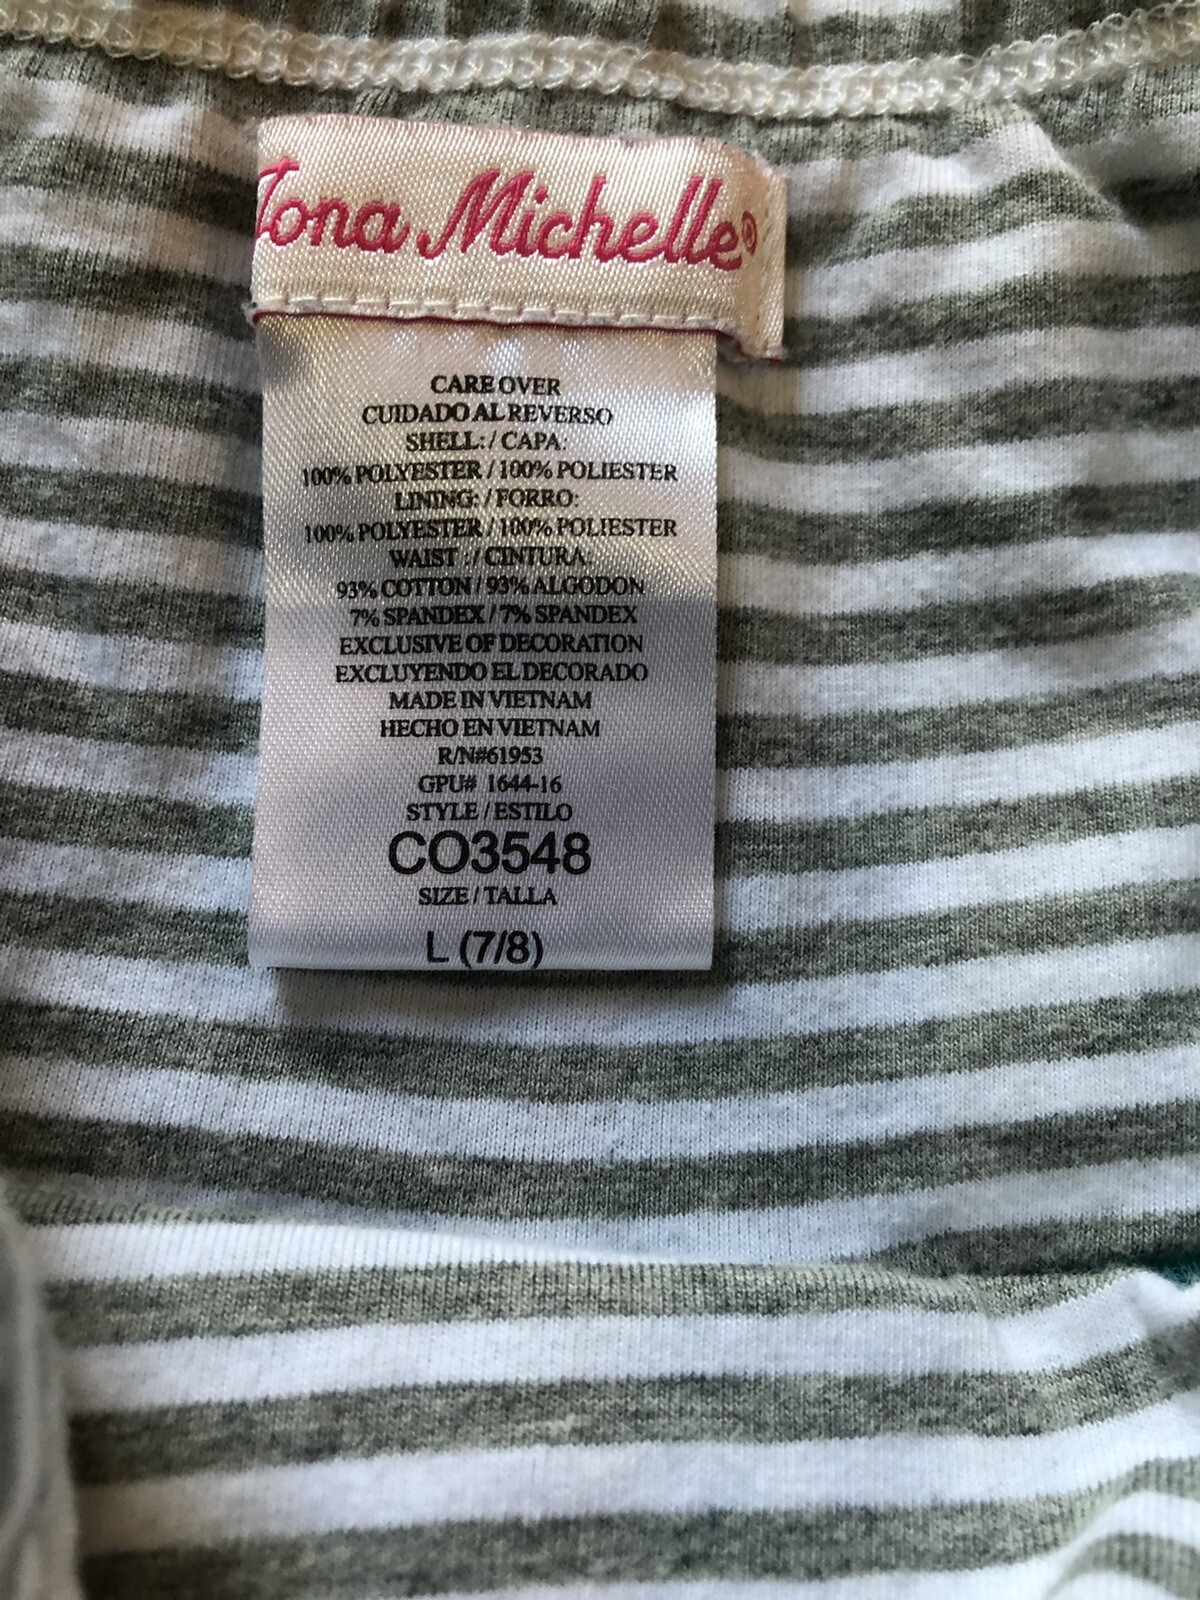 Zona Michelle®
CARE OVER
CUIDADO AL REVERSO
SHELL:/ CAPA:
100% POLYESTER / 100% POLIESTER
LINING: / FORRO:
100% POLYESTER / 100% POLIESTER
WAIST :/ CINTURA:
93% COTTON / 93% ALGODON
7% SPANDEX / 7% SPANDEX
EXCLUSIVE OF DECORATION
EXCLUYENDO EL DECORADO
MADE IN VIETNAM
HECHO EN VIETNAM
R/N#61953
GPU# 1644-16
STYLE / ESTILO
CO3548
SIZE / TALLA
L (7/8)